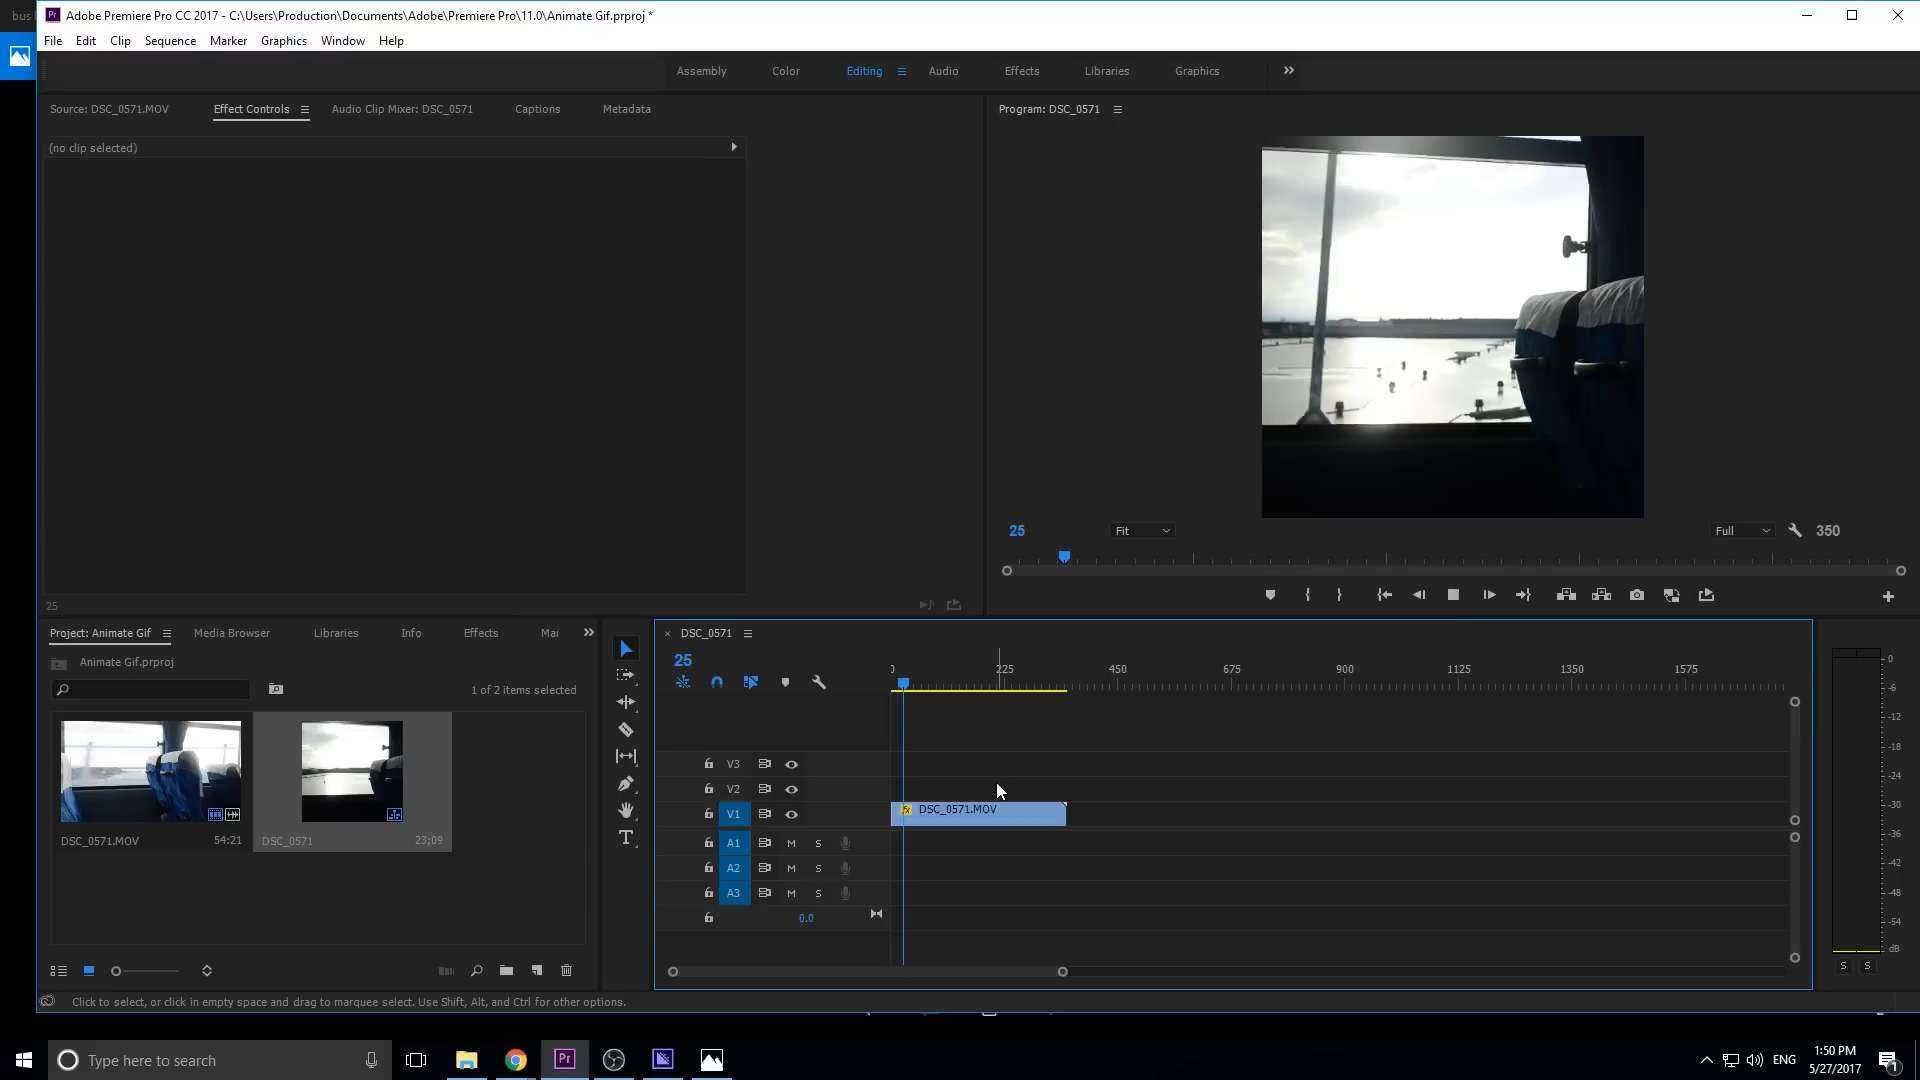 bus
Adobe Premiere Pro CC 2017 - C:\Users\Production\Documents\Adobe\Premiere Pro\11.0\Animate Gif.prproj *
File Edit Clip Sequence Marker Graphics Window Help
Assembly Color Editing Audio Effects Libraries Graphics
Source: DSC_0571.MOV Effect Controls Audio Clip Mixer: DSC_0571 Captions Metadata
Program: DSC_0571
(no clip selected)
25 Fit Full 350
25
Project: Animate Gif Media Browser Libraries Info Effects Mar
DSC_0571
Animate Gif.prproj
25
0 225 450 675 900 1125 1350 1575
1 of 2 items selected
V3
V2
V1 DSC_0571.MOV
DSC_0571.MOV 54:21
DSC_0571 23;09
A1 M S
A2 M S
A3 M S
0.0
0
-6
-12
-18
-24
-30
-36
-42
-48
-54
dB
S S
Click to select, or click in empty space and drag to marquee select. Use Shift, Alt, and Ctrl for other options.
Type here to search
Pr
ENG
1:50 PM
5/27/2017
1